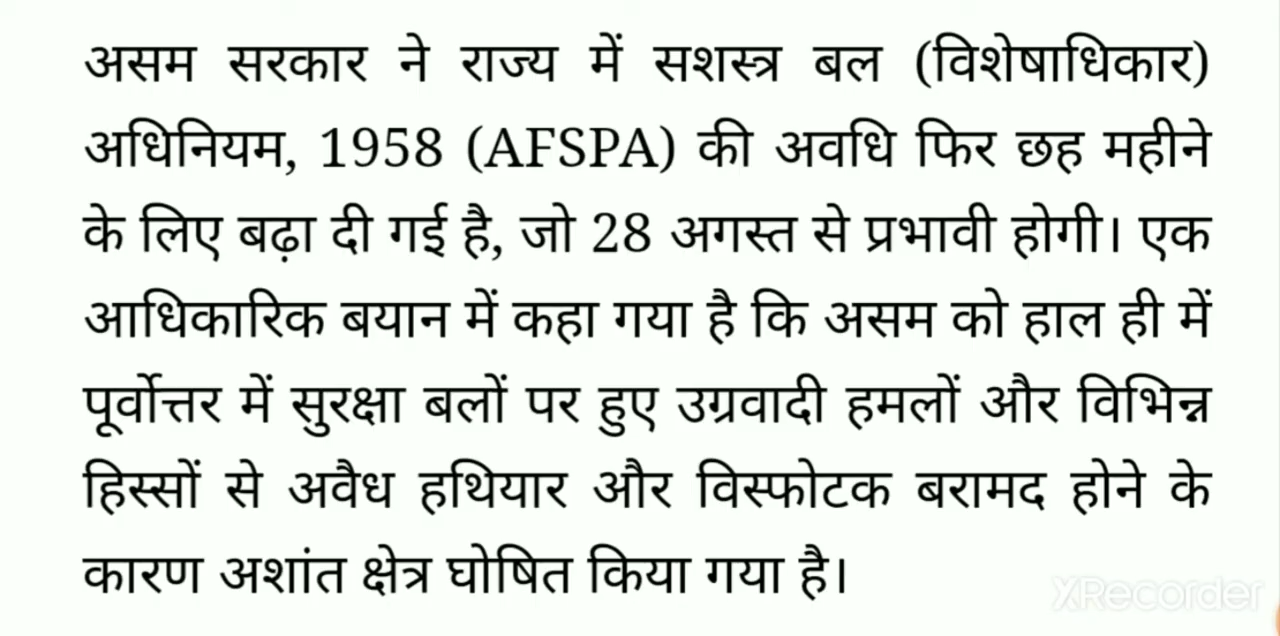 असम सरकार ने राज्य में सशस्त्र बल (विशेषाधिकार)
अधिनियम, 1958 (AFSPA) की अवधि फिर छह महीने
के लिए बढ़ा दी गई है, जो 28 अगस्त से प्रभावी होगी। एक
आधिकारिक बयान में कहा गया है कि असम को हाल ही में
पूर्वोत्तर में सुरक्षा बलों पर हुए उग्रवादी हमलों और विभिन्न
हिस्सों से अवैध हथियार और विस्फोटक बरामद होने के
कारण अशांत क्षेत्र घोषित किया गया है।
XRecorder